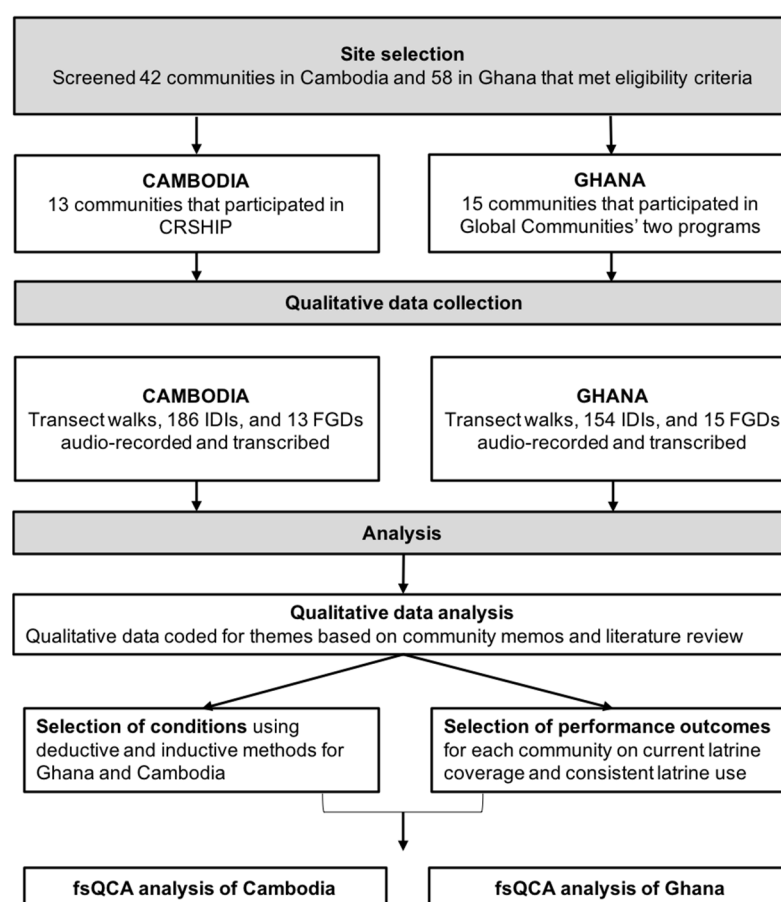 Site selection
Screened 42 communities in Cambodia and 58 in Ghana that met eligibility criteria
CAMBODIA
13 communities that participated in
CRSHIP
GHANA
15 communities that participated in
Global Communities' two programs
Qualitative data collection
CAMBODIA
Transect walks, 186 IDIs, and 13 FGDs
audio-recorded and transcribed
GHANA
Transect walks, 154 IDIs, and 15 FGDs
audio-recorded and transcribed
Analysis
Qualitative data analysis
Qualitative data coded for themes based on community memos and literature review
Selection of conditions using
deductive and inductive methods for
Ghana and Cambodia
Selection of performance outcomes
for each community on current latrine
coverage and consistent latrine use
fsQCA analysis of Cambodia
fsQCA analysis of Ghana